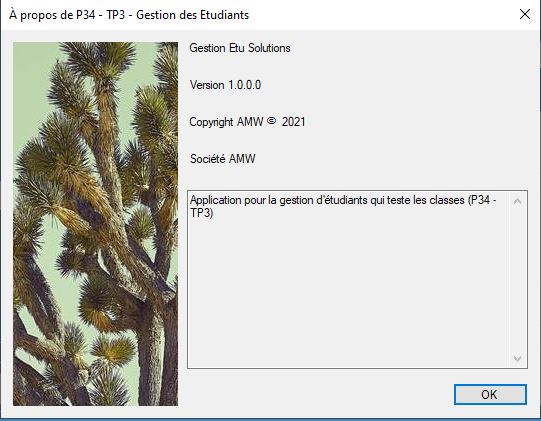 À propos de P34 - TP3 - Gestion des Etudiants
Gestion Etu Solutions
Version 1.0.0.0
Copyright AMW © 2021
Société AMW
Application pour la gestion d'étudiants qui teste les classes (P34 -
TP3)
OK